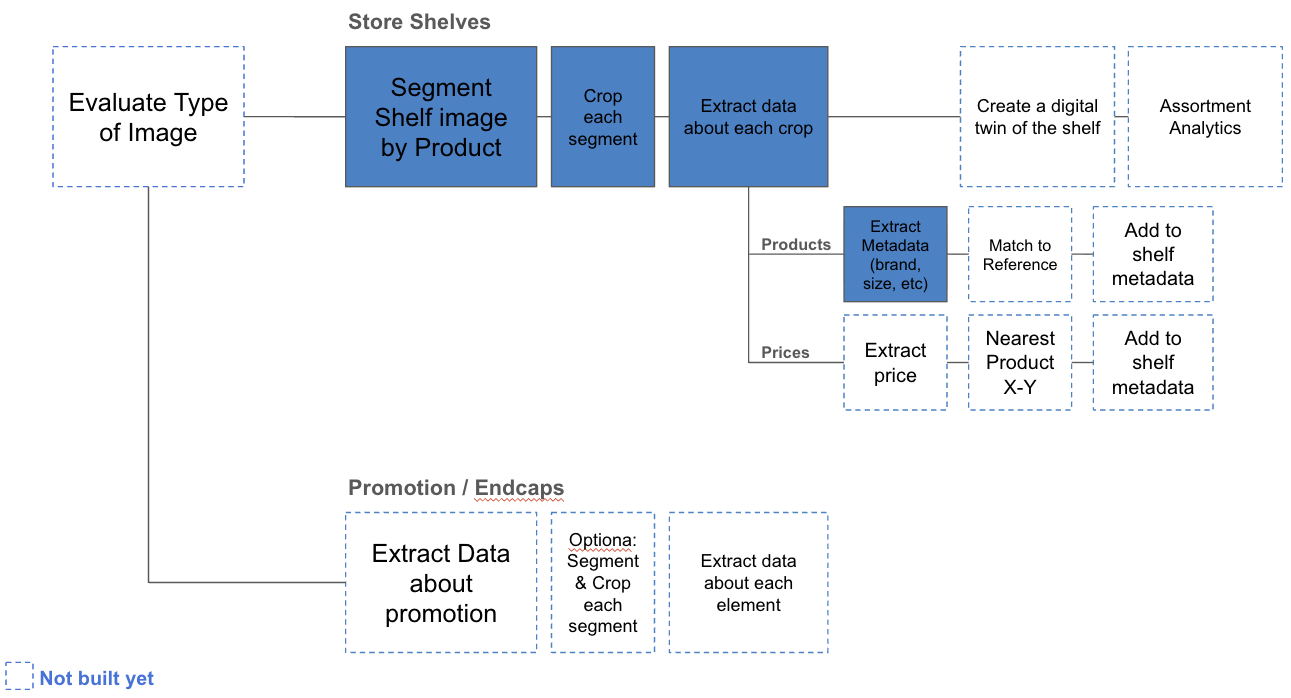 Store Shelves
Evaluate Type
of Image
Segment
Shelf image
by Product
Crop
each
segment
Extract data
about each crop
Create a digital
twin of the shelf
Assortment
Analytics
Products
Extract
Metadata
(brand,
size, etc)
Match to
Reference
Add to
shelf
metadata
Prices
Extract
price
Nearest
Product
X-Y
Add to
shelf
metadata
Promotion / Endcaps
Extract Data
about
promotion
Optiona:
Segment
& Crop
each
segment
Extract data
about each
element
Not built yet